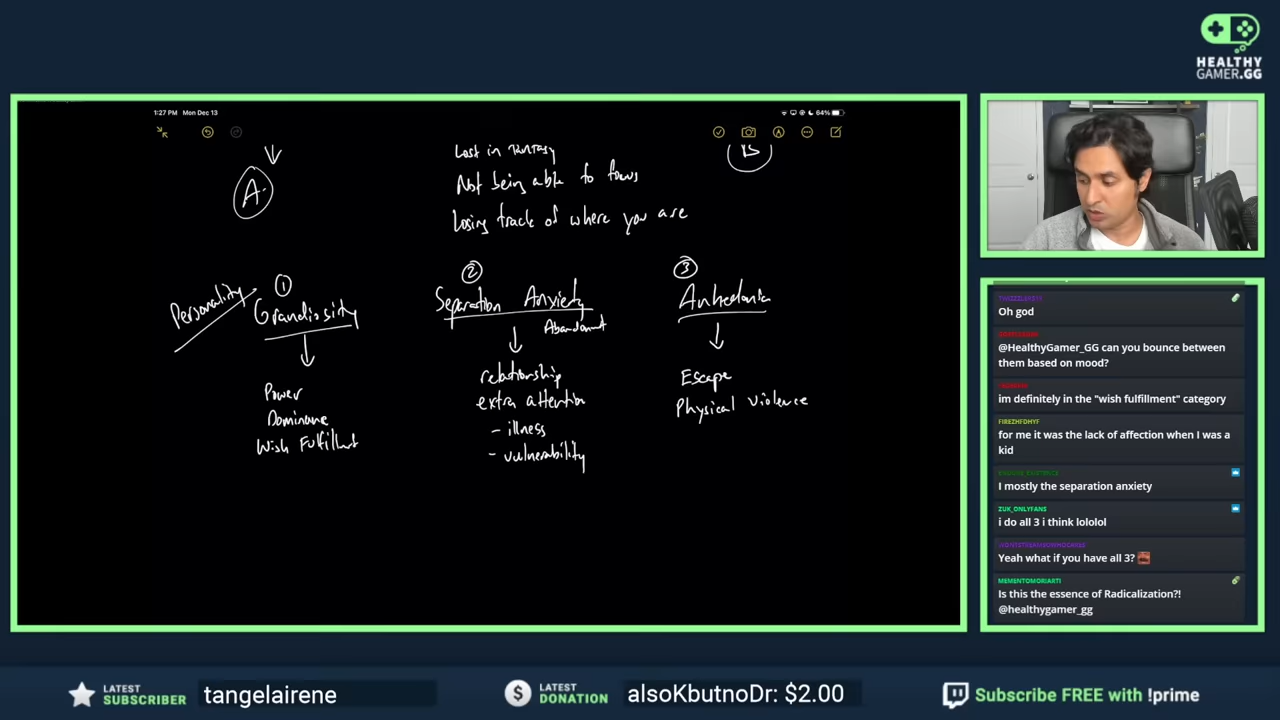 HEALTHY
GAMER.GG
1:27 PM Mon Dec 13
64%
A
Lost in Fantasy
Not being able to focus
Losing track of where you are
B
Personality
①
Grandiosity
Power
Dominance
Wish Fulfillment
②
Separation Anxiety
Abandonment
relationship
extra attention
- illness
- vulnerability
③
Anhedonia
Escape
Physical violence
Oh god
@HealthyGamer_GG can you bounce between
them based on mood?
im definitely in the "wish fulfillment" category
FIREZHFDHYF:
for me it was the lack of affection when I was a
kid
I mostly the separation anxiety
ZUK_ONLYFANS
i do all 3 i think lololol
Yeah what if you have all 3?
MEMENTOMORIARTI
Is this the essence of Radicalization?!
@healthygamer_gg
LATEST
SUBSCRIBER
tangelairene
LATEST
DONATION
alsoKbutnoDr: $2.00
Subscribe FREE with !prime